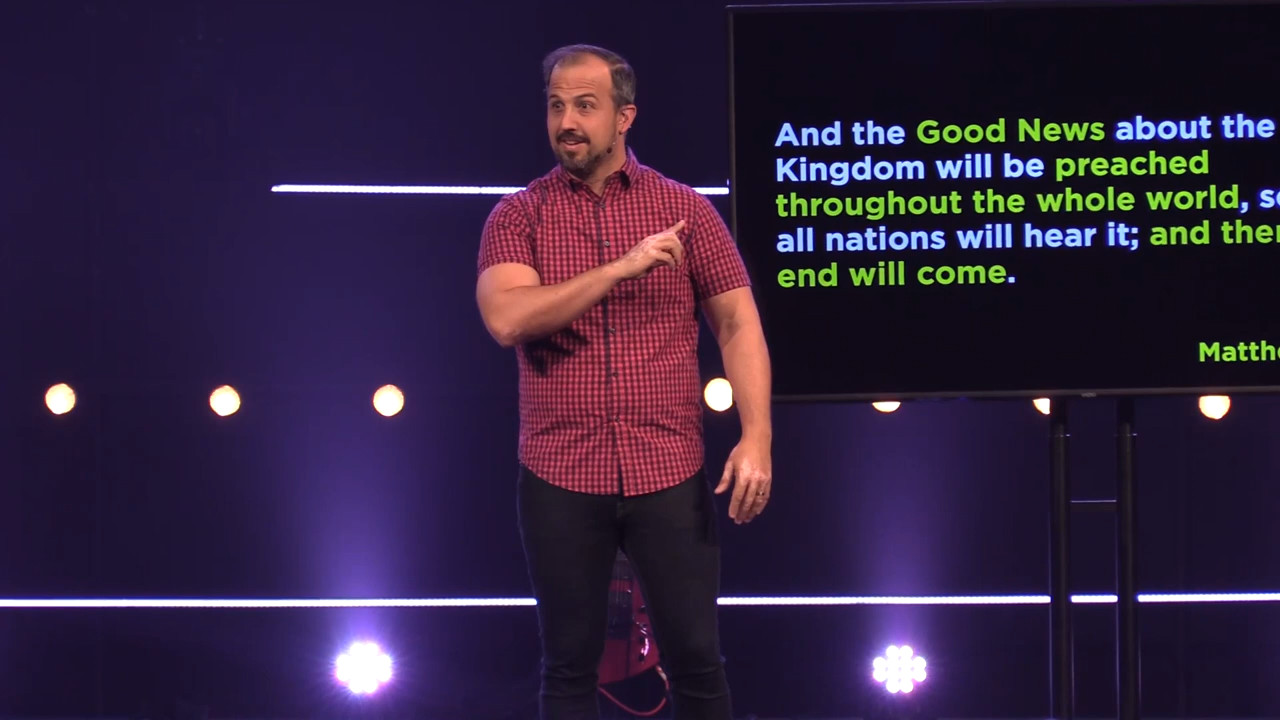 And the Good News about the
Kingdom will be preached
throughout the whole world,
all nations will hear it; and
end will come.